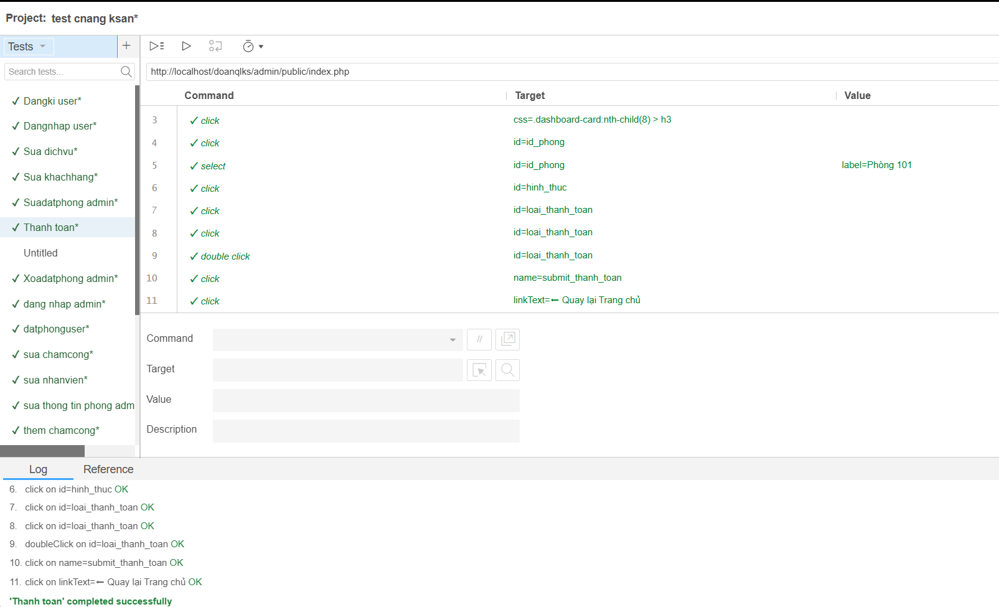 Project: test cnang ksan*
Tests
+
Search tests...
http://localhost/doanqlks/admin/public/index.php
✓ Dangki user*
✓ Dangnhap user*
✓ Sua dichvu*
✓ Sua khachhang*
✓ Suadatphong admin*
✓ Thanh toan*
Untitled
✓ Xoadatphong admin*
✓ dang nhap admin*
✓ datphonguser*
✓ sua chamcong*
✓ sua nhanvien*
✓ sua thong tin phong adm
✓ them chamcong*
Command Target Value
3 ✓ click css=.dashboard-card:nth-child(8) > h3
4 ✓ click id=id_phong
5 ✓ select id=id_phong label=Phòng 101
6 ✓ click id=hinh_thuc
7 ✓ click id=loai_thanh_toan
8 ✓ click id=loai_thanh_toan
9 ✓ double click id=loai_thanh_toan
10 ✓ click name=submit_thanh_toan
11 ✓ click linkText=← Quay lại Trang chủ
Command
//
Target
Value
Description
Log Reference
6. click on id=hinh_thuc OK
7. click on id=loai_thanh_toan OK
8. click on id=loai_thanh_toan OK
9. doubleClick on id=loai_thanh_toan OK
10. click on name=submit_thanh_toan OK
11. click on linkText=← Quay lại Trang chủ OK
'Thanh toan' completed successfully